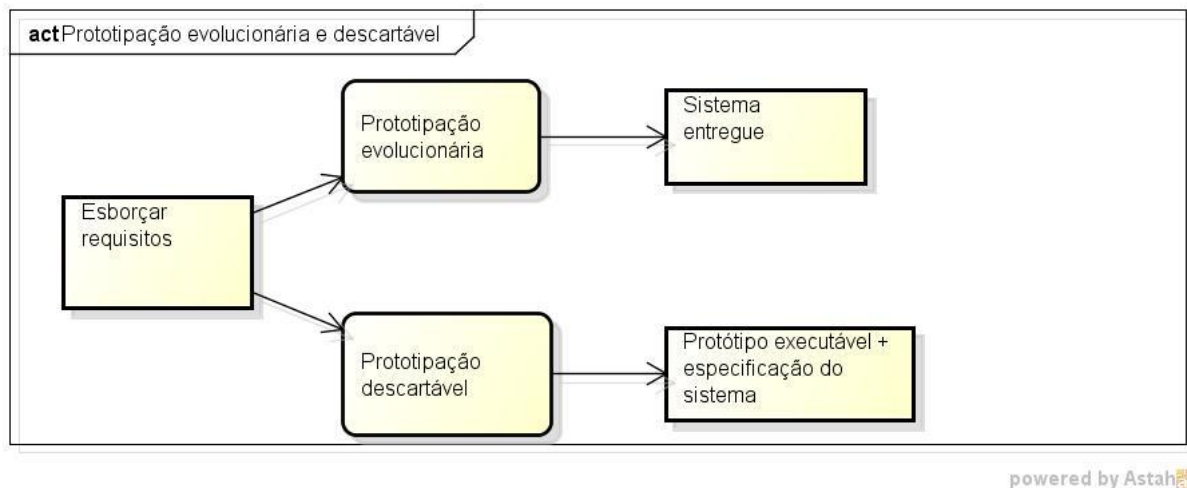 act Prototipação evolucionária e descartável
Prototipação
evolucionária
Sistema
entregue
Esborçar
requisitos
Prototipação
descartável
Protótipo executável +
especificação do
sistema
powered by Astah